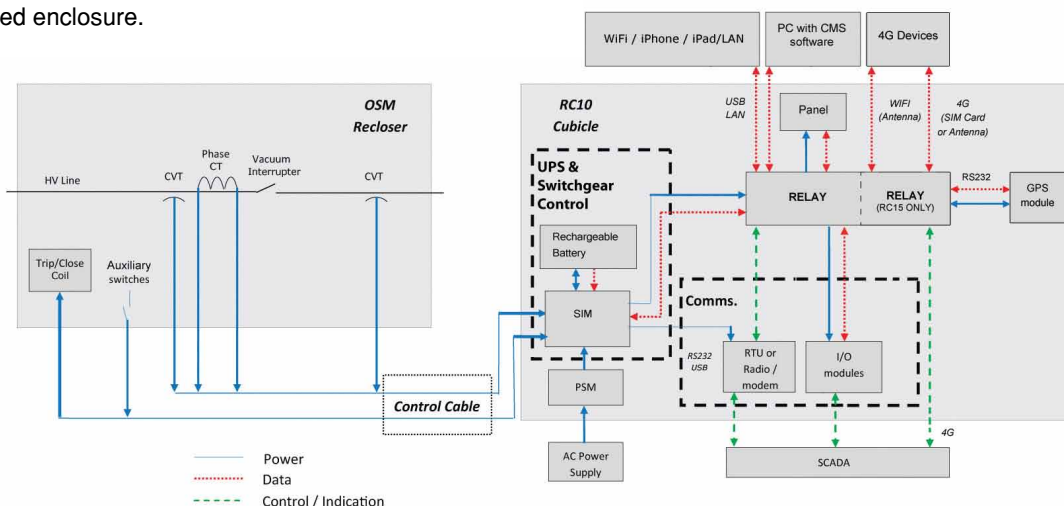 ed enclosure.
WiFi / iPhone / iPad/LAN
PC with CMS
software
4G Devices
OSM
Recloser
RC10
Cubicle
USB
LAN
Panel
WIFI
(Antenna)
4G
(SIM Card
or Antenna)
HV Line
CVT
Phase
CT
Vacuum
Interrupter
CVT
UPS &
Switchgear
Control
RELAY
RELAY
(RC15 ONLY)
RS232
GPS
module
Trip/Close
Coil
Auxiliary
switches
Rechargeable
Battery
SIM
Comms.
RS232
USB
RTU or
Radio /
modem
I/O
modules
PSM
Control Cable
4G
AC Power
Supply
SCADA
Power
Data
Control / Indication